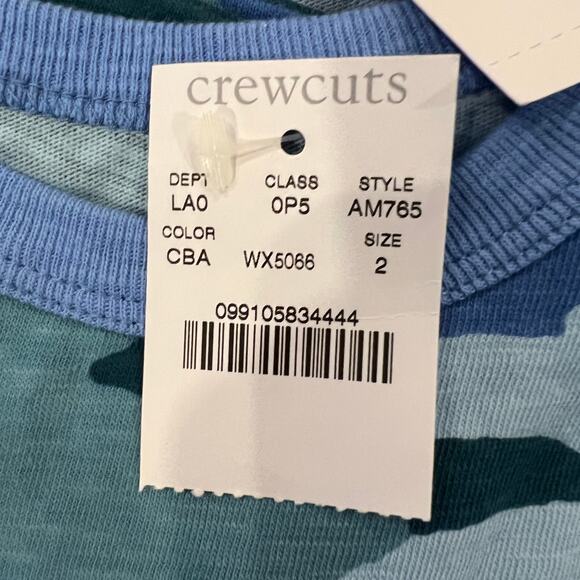 crewcuts
DEPT CLASS STYLE
LA0 0P5 AM765
COLOR SIZE
CBA WX5066 2
099105834444